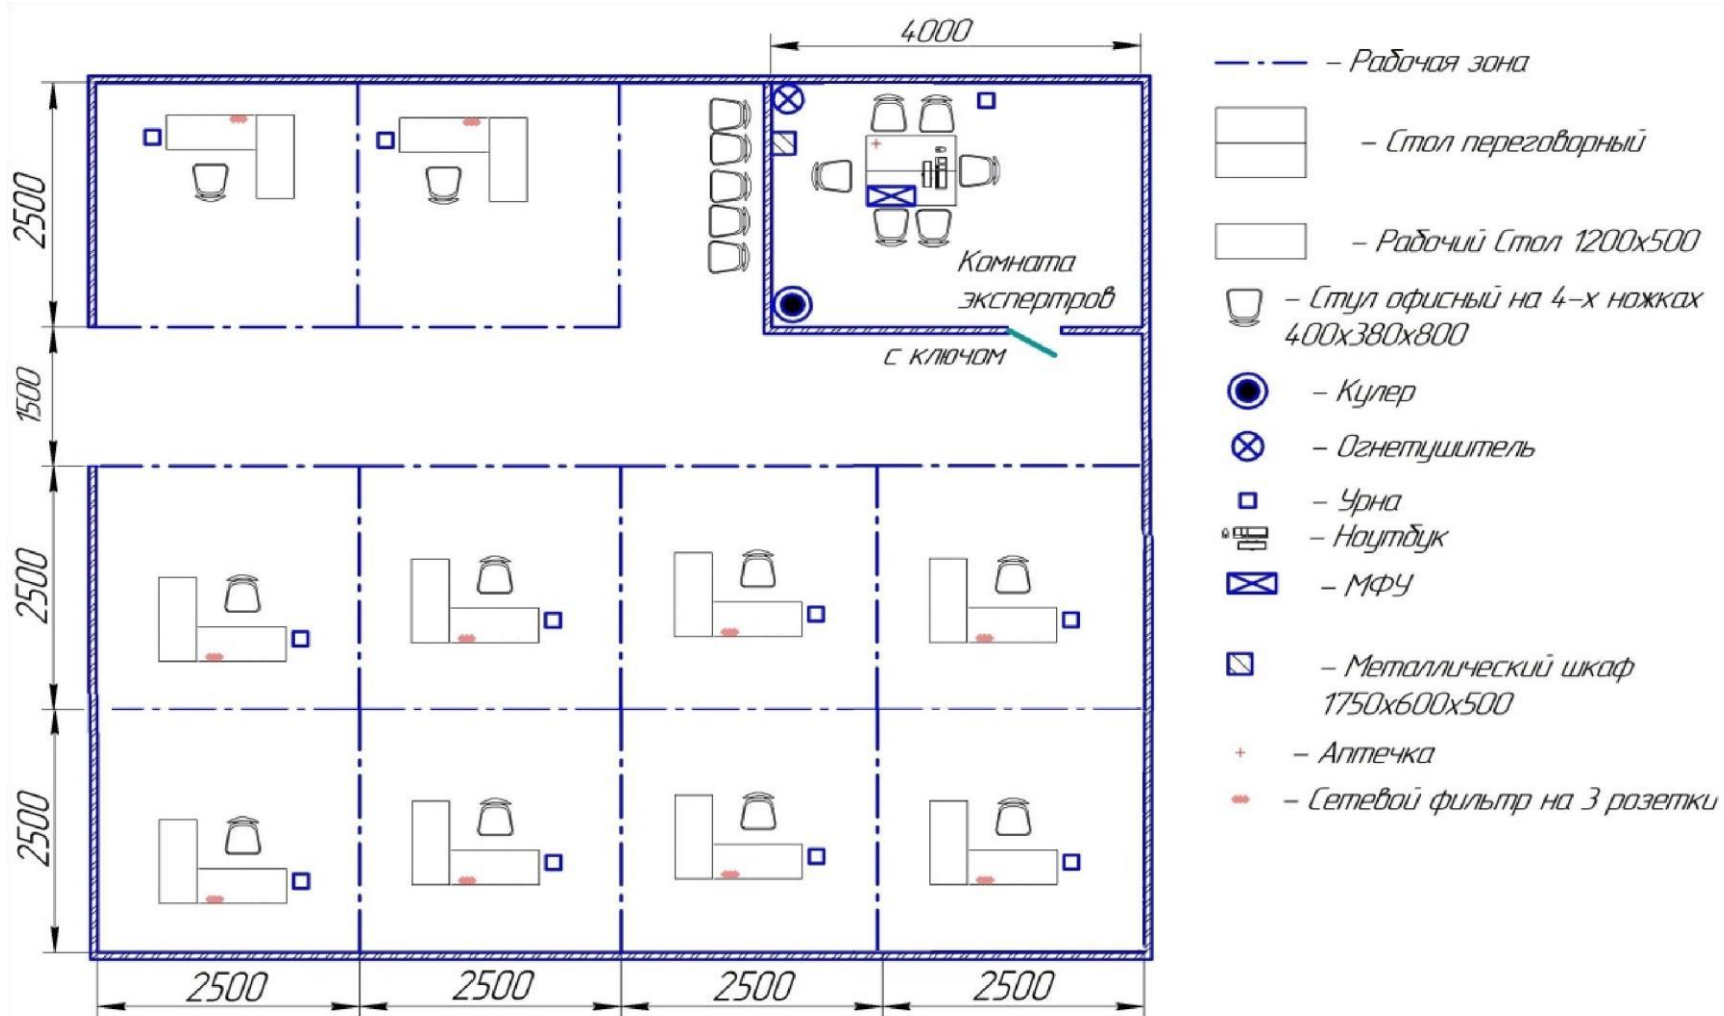 4000
2500
1500
2500
2500
2500
2500
2500
2500
Комната
экспертров
с ключом
– Рабочая зона
– Стол переговорный
– Рабочий Стол 1200х500
– Стул офисный на 4-х ножках
400х380х800
– Кулер
– Огнетушитель
– Урна
– Ноутбук
– МФУ
– Металлический шкаф
1750х600х500
– Аптечка
– Сетевой фильтр на 3 розетки